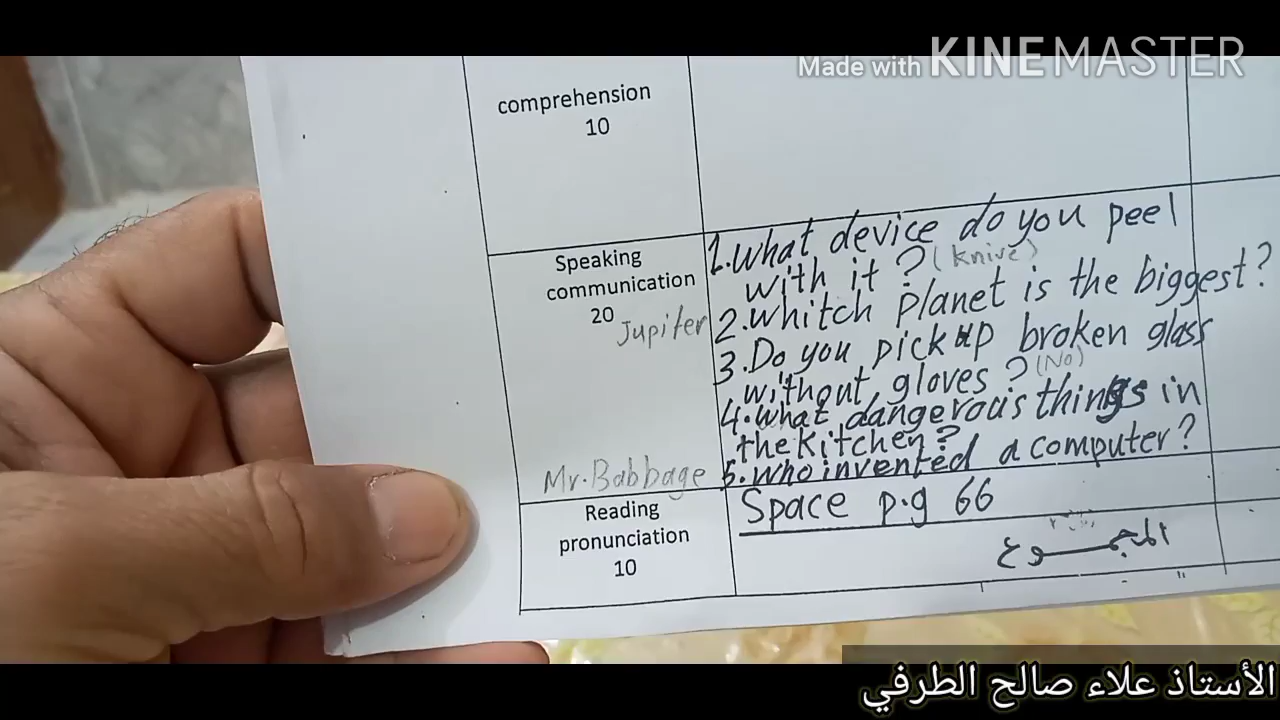 Made with KINEMASTER
comprehension
10
Speaking
communication
20
Jupiter
Mr. Babbage
1. What device do you peel
with it? (Knive)
2. Whitch planet is the biggest?
3. Do you pick up broken glass
without gloves? (No)
4. what dangerous things in
the kitchen?
5. Who invented a computer?
Reading
pronunciation
10
Space p.g 66
المجموع
الأستاذ علاء صالح الطرفي